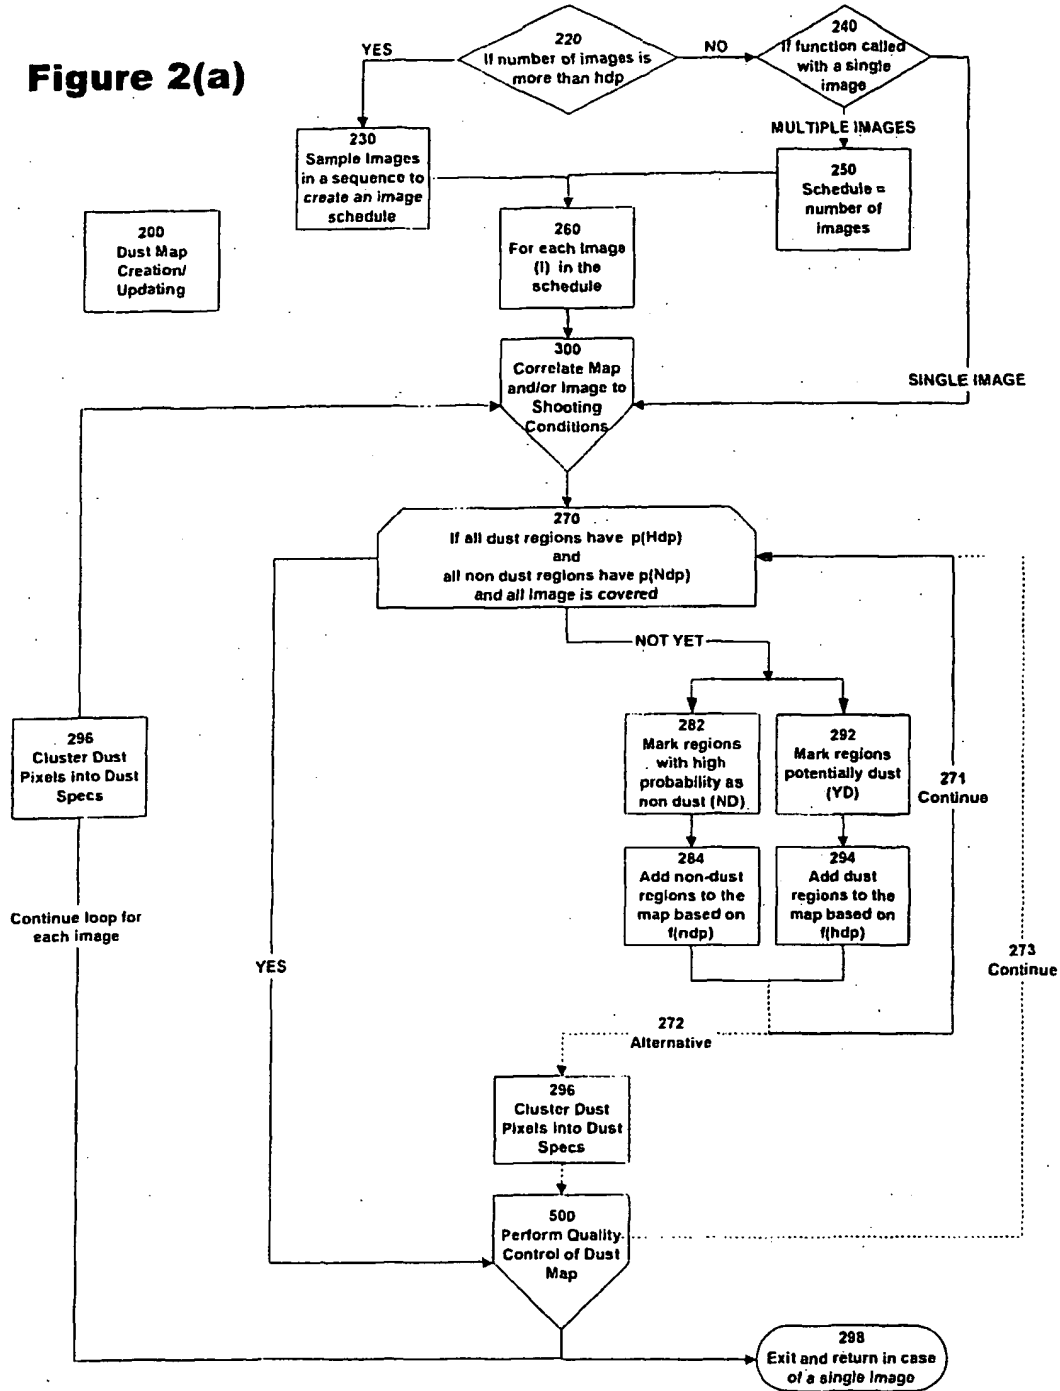 Figure 2(a)
YES
220
If number of images is
more than hdp
NO
240
If function called
with a single
image
MULTIPLE IMAGES
230
Sample Images
in a sequence to
create an image
schedule
250
Schedule =
number of
images
200
Dust Map
Creation/
Updating
260
For each Image
(I) in the
schedule
300
Correlate Map
and/or Image to
Shooting
Conditions
SINGLE IMAGE
270
If all dust regions have p(Hdp)
and
all non dust regions have p(Ndp)
and all Image is covered
NOT YET
296
Cluster Dust
Pixels into Dust
Specs
282
Mark regions
with high
probability as
non dust (ND)
292
Mark regions
potentially dust
(YD)
271
Continue
284
Add non-dust
regions to the
map based on
f(ndp)
294
Add dust
regions to the
map based on
f(hdp)
Continue loop for
each image
YES
273
Continue
272
Alternative
296
Cluster Dust
Pixels into Dust
Specs
500
Perform Quality
Control of Dust
Map
298
Exit and return in case
of a single Image